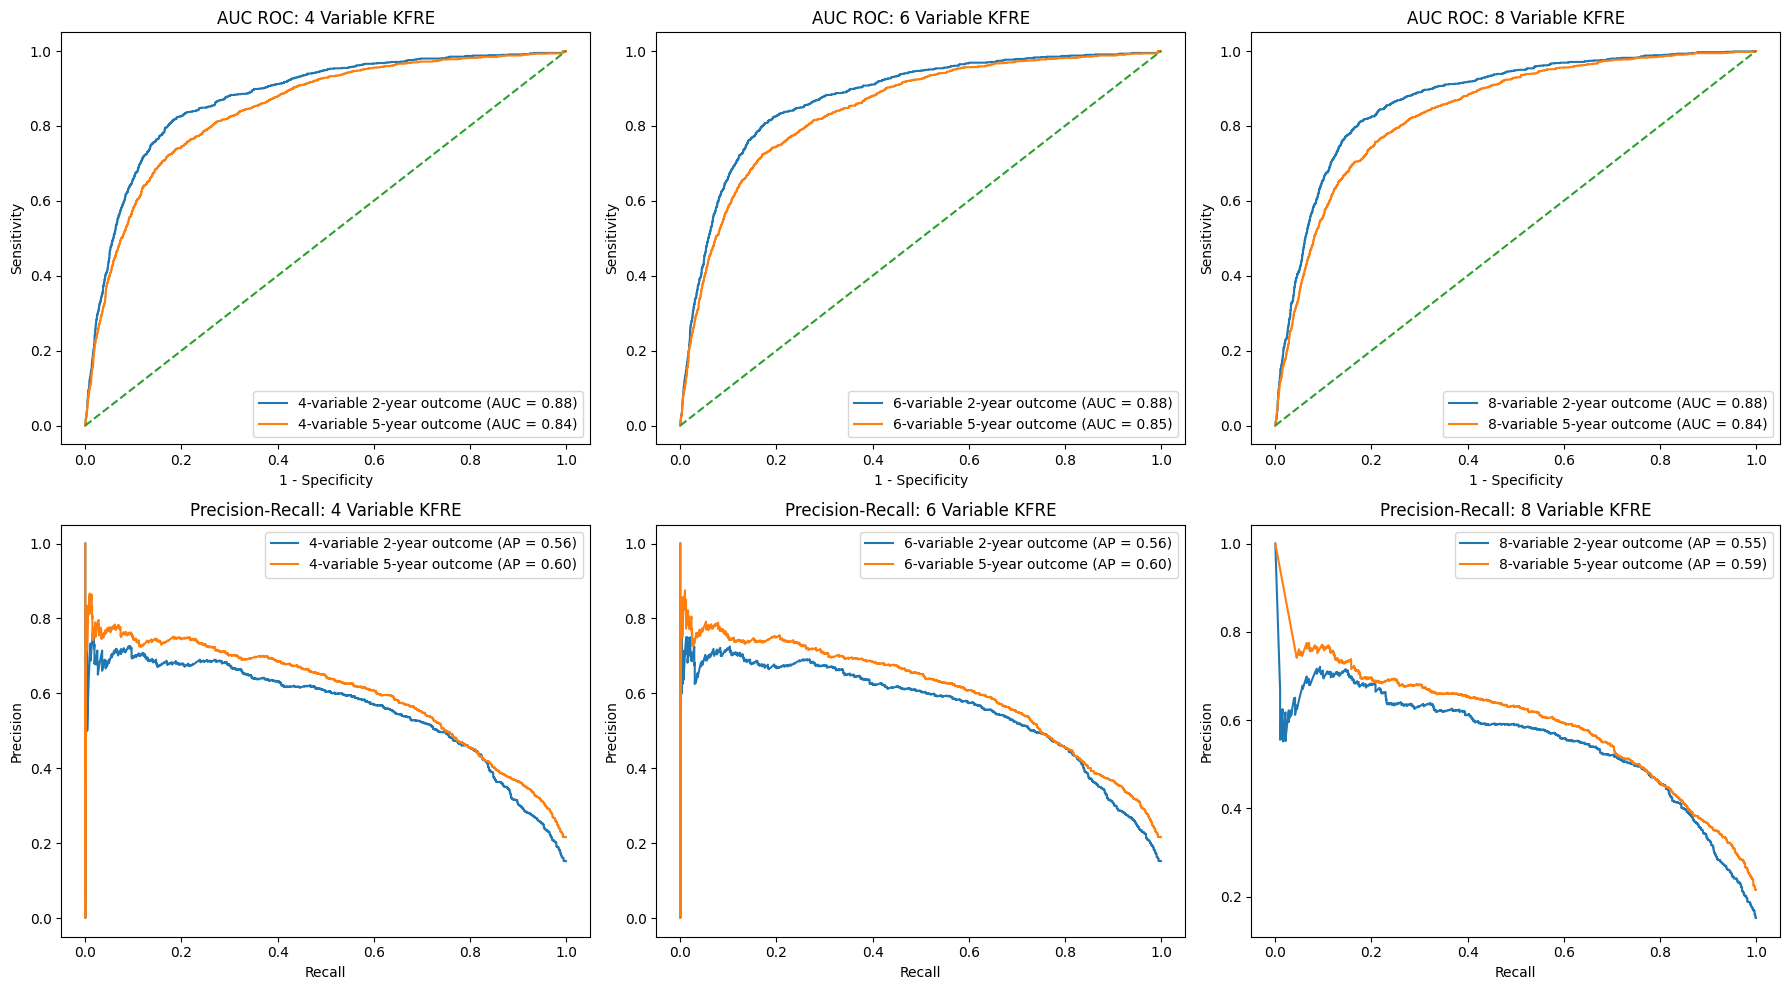 AUC ROC: 4 Variable KFRE
1.0
0.8
0.6
0.4
0.2
0.0
Sensitivity
4-variable 2-year outcome (AUC = 0.88)
4-variable 5-year outcome (AUC = 0.84)
0.0 0.2 0.4 0.6 0.8 1.0
1 - Specificity
AUC ROC: 6 Variable KFRE
1.0
0.8
0.6
0.4
0.2
0.0
Sensitivity
6-variable 2-year outcome (AUC = 0.88)
6-variable 5-year outcome (AUC = 0.85)
0.0 0.2 0.4 0.6 0.8 1.0
1 - Specificity
AUC ROC: 8 Variable KFRE
1.0
0.8
0.6
0.4
0.2
0.0
Sensitivity
8-variable 2-year outcome (AUC = 0.88)
8-variable 5-year outcome (AUC = 0.84)
0.0 0.2 0.4 0.6 0.8 1.0
1 - Specificity
Precision-Recall: 4 Variable KFRE
4-variable 2-year outcome (AP = 0.56)
4-variable 5-year outcome (AP = 0.60)
1.0
0.8
0.6
0.4
0.2
0.0
Precision
0.0 0.2 0.4 0.6 0.8 1.0
Recall
Precision-Recall: 6 Variable KFRE
6-variable 2-year outcome (AP = 0.56)
6-variable 5-year outcome (AP = 0.60)
1.0
0.8
0.6
0.4
0.2
0.0
Precision
0.0 0.2 0.4 0.6 0.8 1.0
Recall
Precision-Recall: 8 Variable KFRE
8-variable 2-year outcome (AP = 0.55)
8-variable 5-year outcome (AP = 0.59)
1.0
0.8
0.6
0.4
0.2
Precision
0.0 0.2 0.4 0.6 0.8 1.0
Recall